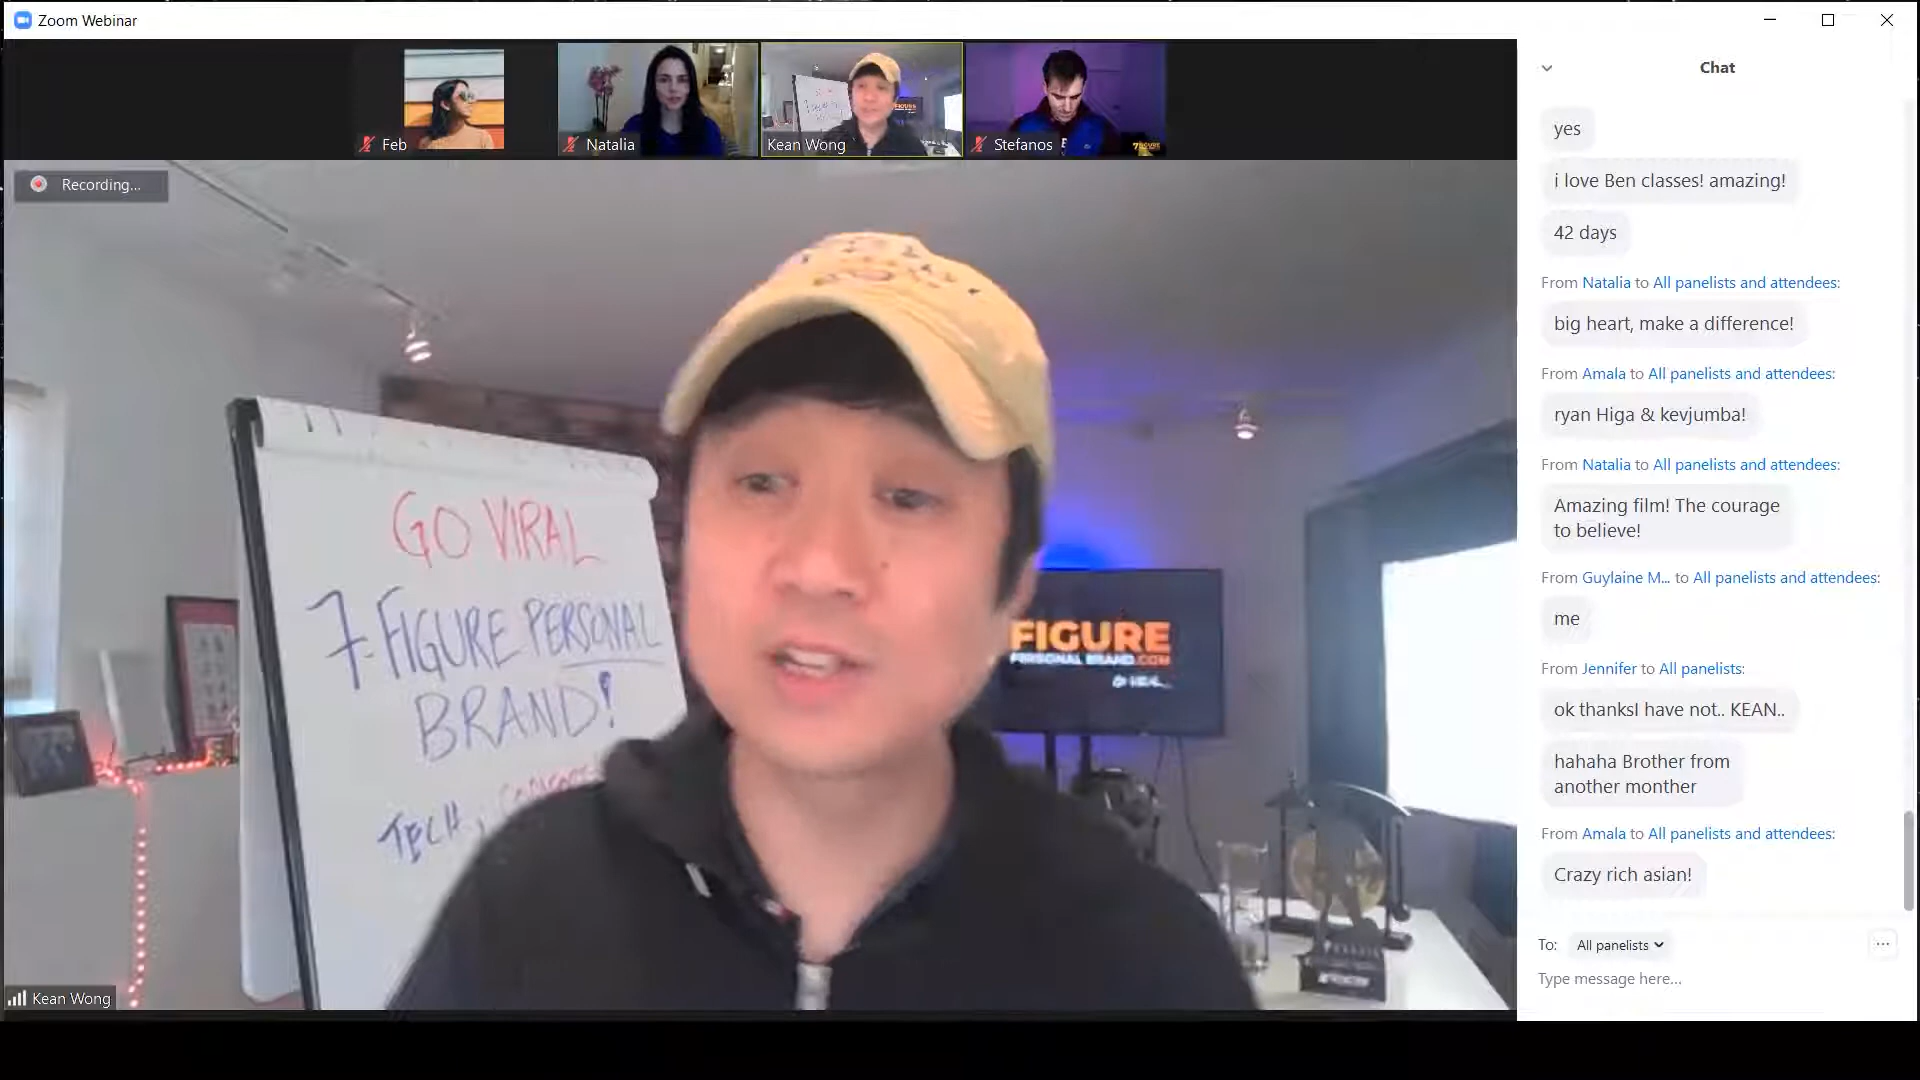 Zoom Webinar
Feb
Natalia
Kean Wong
Stefanos
Recording...
GO VIRAL
7-FIGURE PERSONAL
BRAND!
TECH,
FIGURE
PERSONAL BRAND.COM
Kean Wong
Chat
yes
i love Ben classes! amazing!
42 days
From Natalia to All panelists and attendees:
big heart, make a difference!
From Amala to All panelists and attendees:
ryan Higa & kevjumba!
From Natalia to All panelists and attendees:
Amazing film! The courage
to believe!
From Guylaine M... to All panelists and attendees:
me
From Jennifer to All panelists:
ok thanksI have not.. KEAN..
hahaha Brother from
another monther
From Amala to All panelists and attendees:
Crazy rich asian!
To: All panelists
Type message here...